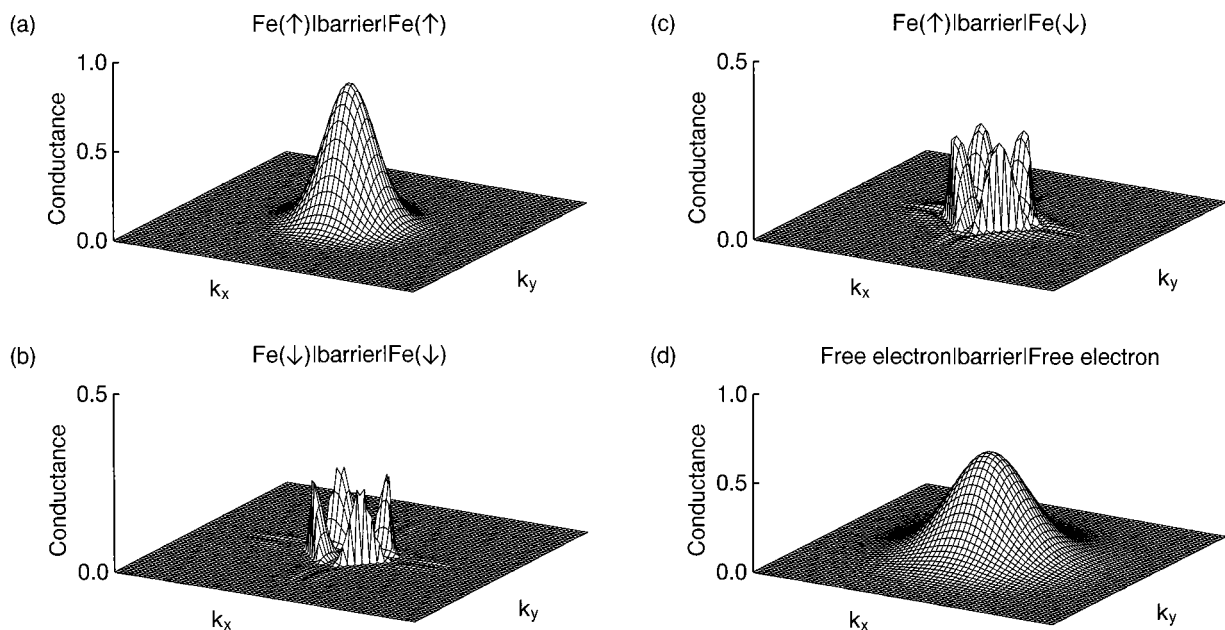 (a) Fe(↑)|barrier|Fe(↑)
1.0
0.5
0.0
Conductance
kx
ky
(b) Fe(↓)|barrier|Fe(↓)
0.5
0.0
Conductance
kx
ky
(c) Fe(↑)|barrier|Fe(↓)
0.5
0.0
Conductance
kx
ky
(d) Free electron|barrier|Free electron
1.0
0.5
0.0
Conductance
kx
ky